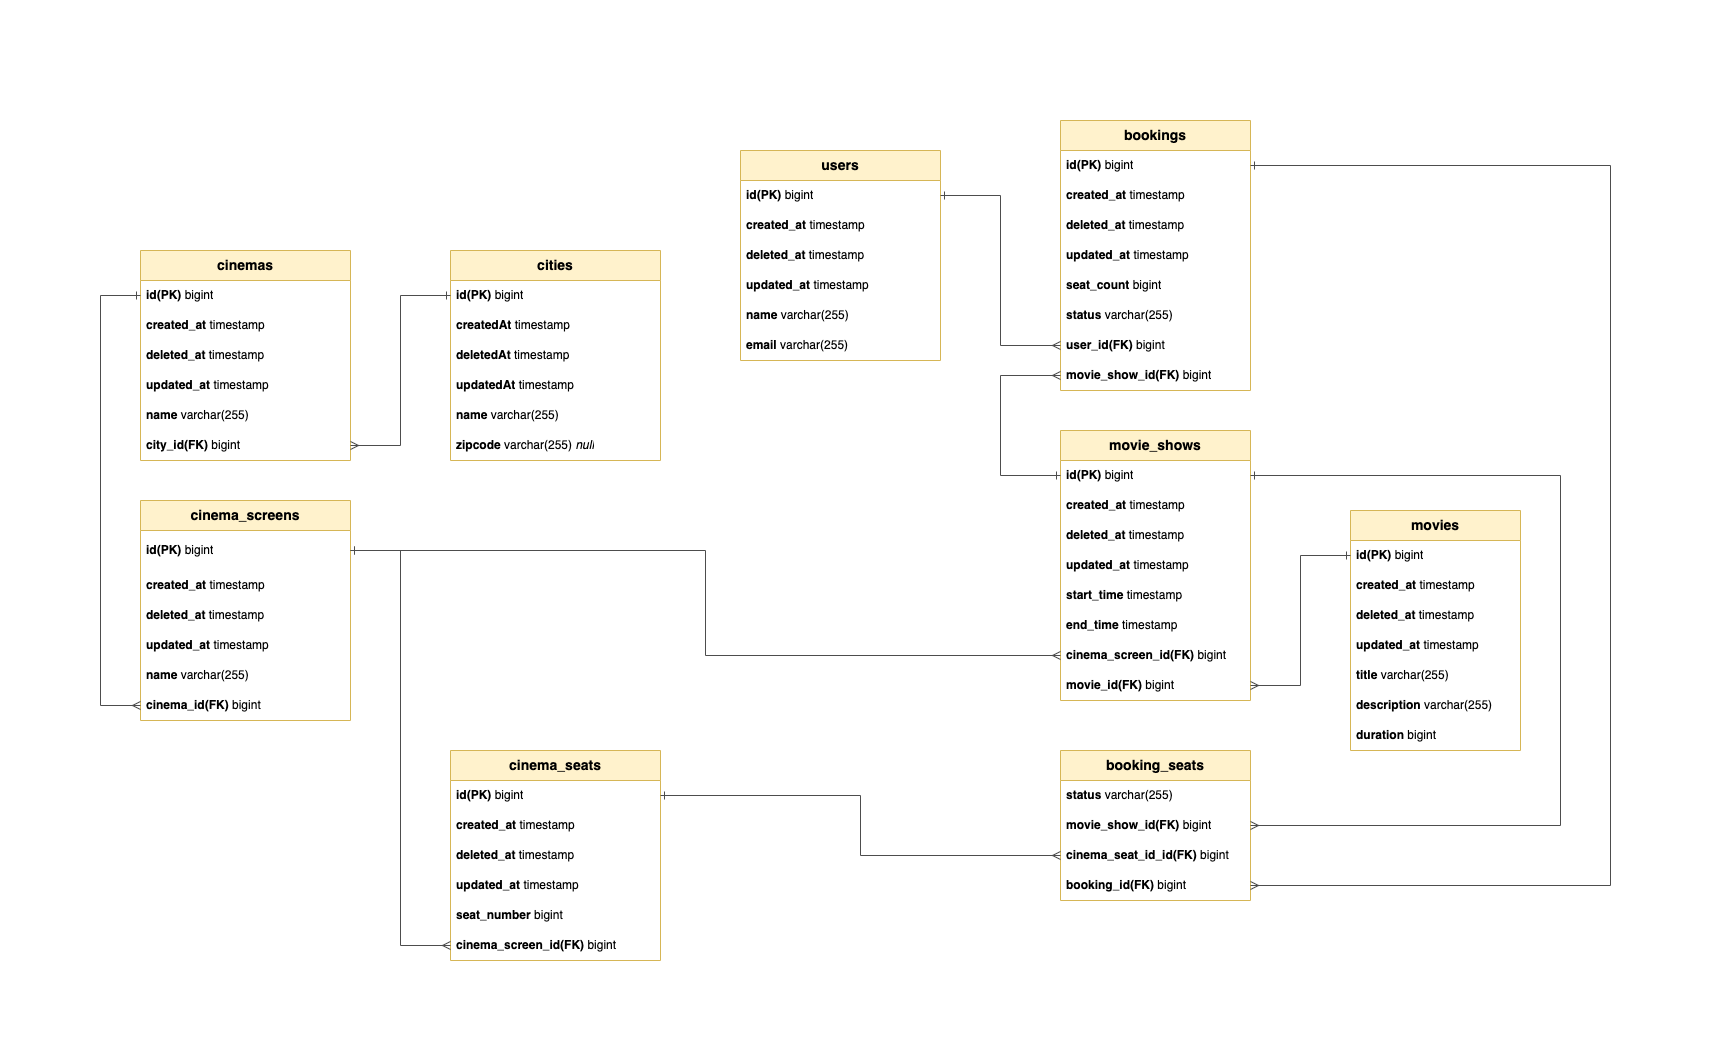 bookings
id(PK) bigint
created_at timestamp
deleted_at timestamp
updated_at timestamp
seat_count bigint
status varchar(255)
user_id(FK) bigint
movie_show_id(FK) bigint
users
id(PK) bigint
created_at timestamp
deleted_at timestamp
updated_at timestamp
name varchar(255)
email varchar(255)
cinemas
id(PK) bigint
created_at timestamp
deleted_at timestamp
updated_at timestamp
name varchar(255)
city_id(FK) bigint
cities
id(PK) bigint
createdAt timestamp
deletedAt timestamp
updatedAt timestamp
name varchar(255)
zipcode varchar(255) null
movie_shows
id(PK) bigint
created_at timestamp
deleted_at timestamp
updated_at timestamp
start_time timestamp
end_time timestamp
cinema_screen_id(FK) bigint
movie_id(FK) bigint
cinema_screens
id(PK) bigint
created_at timestamp
deleted_at timestamp
updated_at timestamp
name varchar(255)
cinema_id(FK) bigint
movies
id(PK) bigint
created_at timestamp
deleted_at timestamp
updated_at timestamp
title varchar(255)
description varchar(255)
duration bigint
cinema_seats
id(PK) bigint
created_at timestamp
deleted_at timestamp
updated_at timestamp
seat_number bigint
cinema_screen_id(FK) bigint
booking_seats
status varchar(255)
movie_show_id(FK) bigint
cinema_seat_id_id(FK) bigint
booking_id(FK) bigint